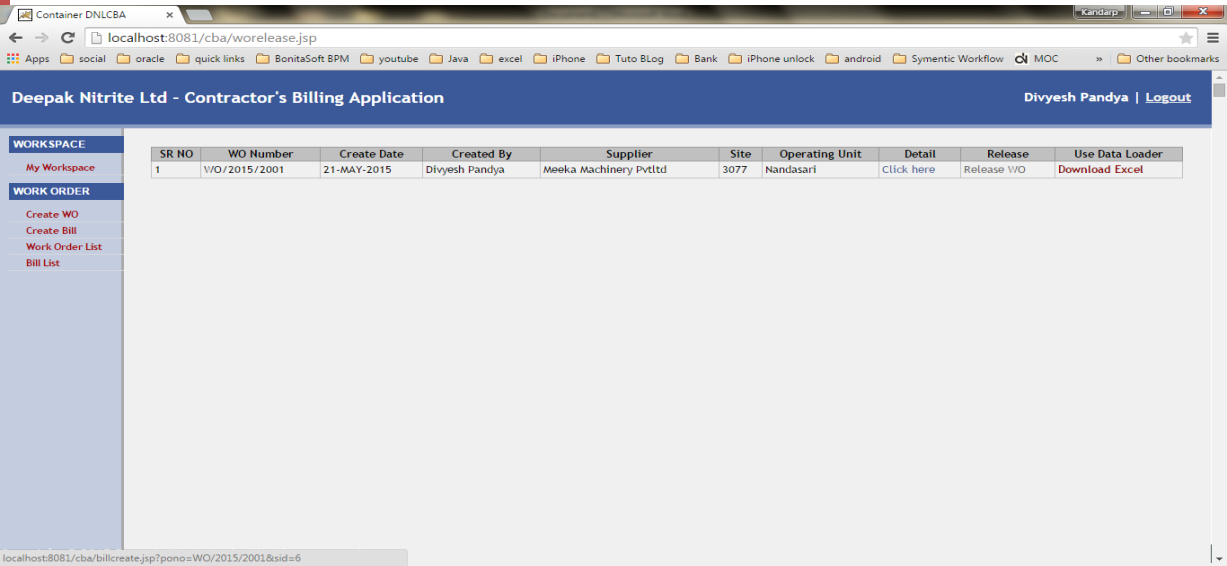 Container DNLCBA
Kandarp
localhost:8081/cba/worelease.jsp
Apps social oracle quick links BonitaSoft BPM youtube Java excel iPhone Tuto BLog Bank iPhone unlock android Symentic Workflow MOC » Other bookmarks
Deepak Nitrite Ltd - Contractor's Billing Application
Divyesh Pandya | Logout
WORKSPACE
My Workspace
WORK ORDER
Create WO
Create Bill
Work Order List
Bill List
SR NO WO Number Create Date Created By Supplier Site Operating Unit Detail Release Use Data Loader
1 WO/2015/2001 21-MAY-2015 Divyesh Pandya Meeka Machinery Pvtltd 3077 Nandasari Click here Release WO Download Excel
localhost:8081/cba/billcreate.jsp?pono=WO/2015/2001&sid=6